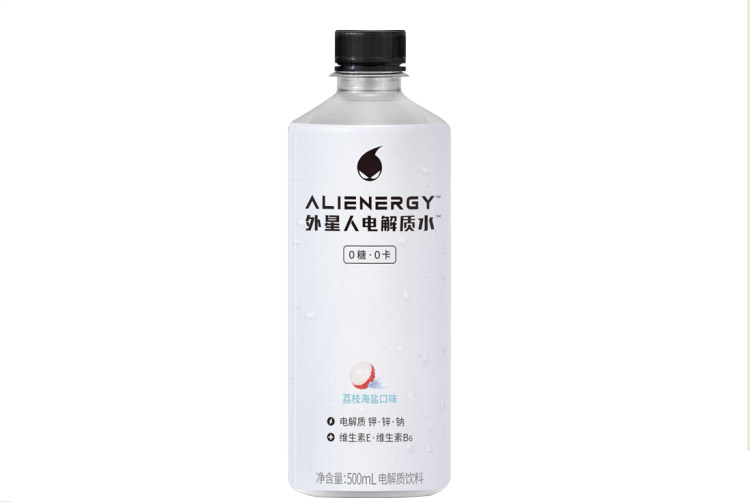 ALIENERGY™
外星人电解质水™
0糖·0卡
荔枝海盐口味
电解质 钾·锌·钠
维生素E·维生素B₆
净含量:500mL 电解质饮料